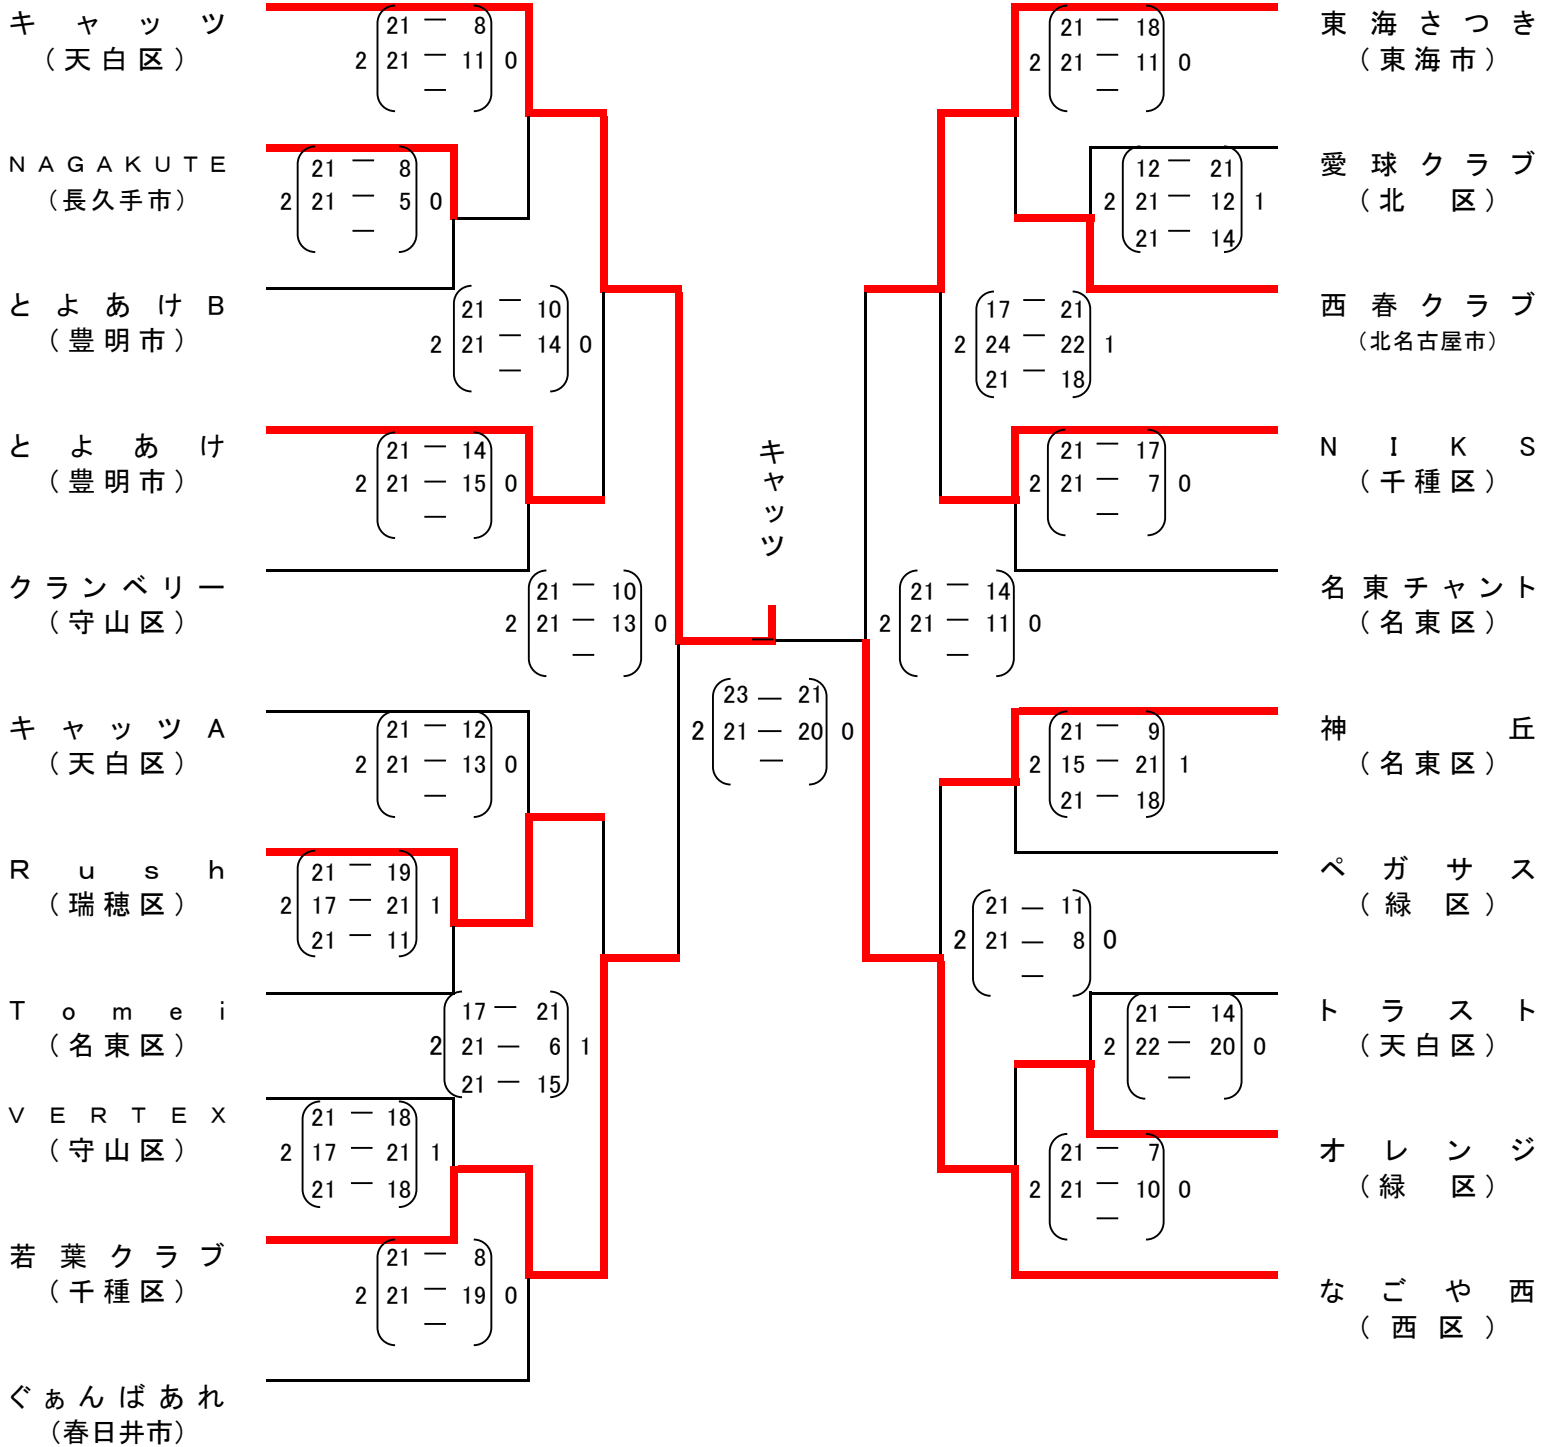 キャッツ
（天白区）
21 — 8
2 21 — 11 0
—
NAGAKUTE
（長久手市）
21 — 8
2 21 — 5 0
—
とよあけB
（豊明市）
21 — 10
2 21 — 14 0
—
とよあけ
（豊明市）
21 — 14
2 21 — 15 0
—
クランベリー
（守山区）
21 — 10
2 21 — 13 0
—
キャッツA
（天白区）
21 — 12
2 21 — 13 0
—
Rush
（瑞穂区）
21 — 19
2 17 — 21 1
21 — 11
Tomei
（名東区）
17 — 21
2 21 — 6 1
21 — 15
VERTEX
（守山区）
21 — 18
2 17 — 21 1
21 — 18
若葉クラブ
（千種区）
21 — 8
2 21 — 19 0
—
ぐぁんばあれ
（春日井市）
キャッツ
23 — 21
2 21 — 20 0
—
東海さつき
（東海市）
21 — 18
2 21 — 11 0
—
愛球クラブ
（北区）
12 — 21
2 21 — 12 1
21 — 14
西春クラブ
（北名古屋市）
17 — 21
2 24 — 22 1
21 — 18
NIKS
（千種区）
21 — 17
2 21 — 7 0
—
名東チャント
（名東区）
21 — 14
2 21 — 11 0
—
神丘
（名東区）
21 — 9
2 15 — 21 1
21 — 18
ペガサス
（緑区）
21 — 11
2 21 — 8 0
—
トラスト
（天白区）
21 — 14
2 22 — 20 0
—
オレンジ
（緑区）
21 — 7
2 21 — 10 0
—
なごや西
（西区）